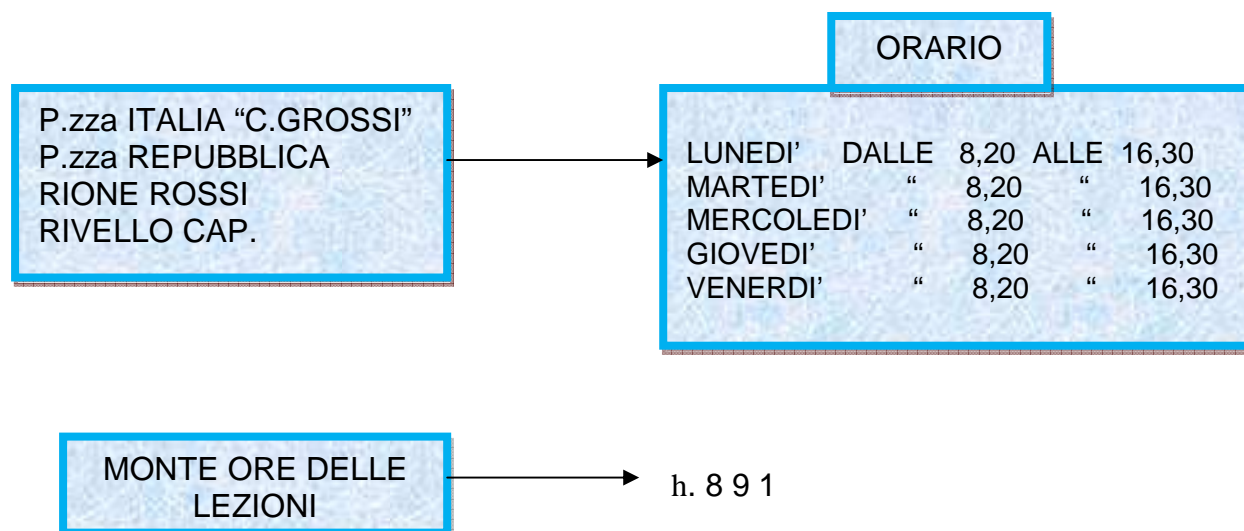 ORARIO
P.zza ITALIA “C.GROSSI”
P.zza REPUBBLICA
RIONE ROSSI
RIVELLO CAP.
LUNEDI’ DALLE 8,20 ALLE 16,30
MARTEDI’ “ 8,20 “ 16,30
MERCOLEDI’ “ 8,20 “ 16,30
GIOVEDI’ “ 8,20 “ 16,30
VENERDI’ “ 8,20 “ 16,30
MONTE ORE DELLE
LEZIONI
h. 8 9 1